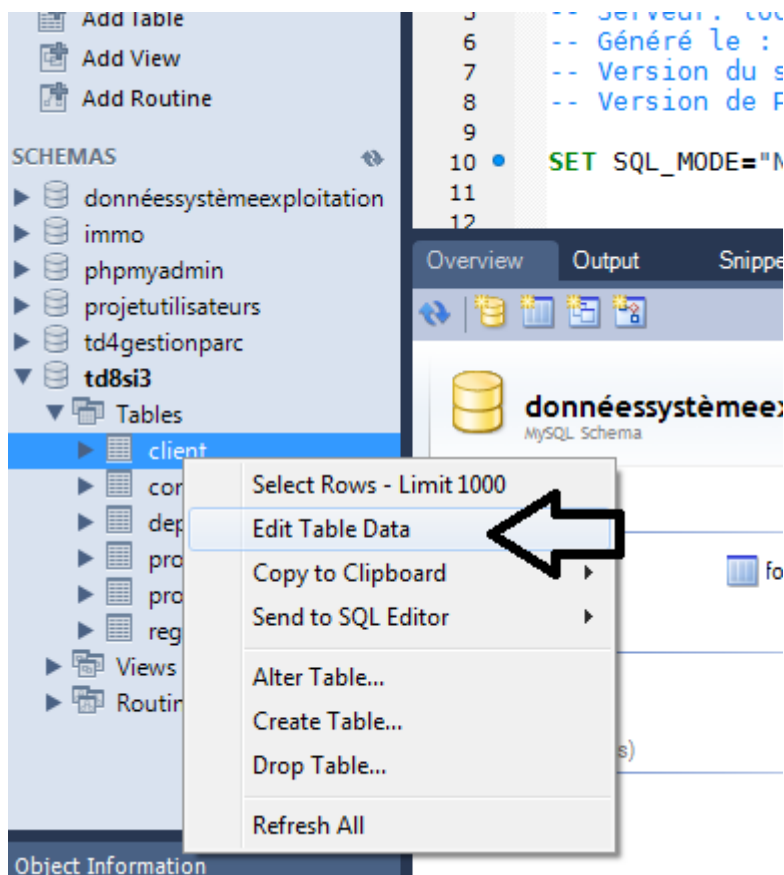 Add Table
Add View
Add Routine
SCHEMAS
donnéessystèmeexploitation
immo
phpmyadmin
projetutilisateurs
td4gestionparc
td8si3
Tables
client
Views
Object Information
Select Rows - Limit 1000
Edit Table Data
Copy to Clipboard
Send to SQL Editor
Alter Table...
Create Table...
Drop Table...
Refresh All
5 -- Serveur:
6 -- Généré le :
7 -- Version du
8 -- Version de
9
10 SET SQL_MODE="
11
12
Overview Output
MySQL Schema